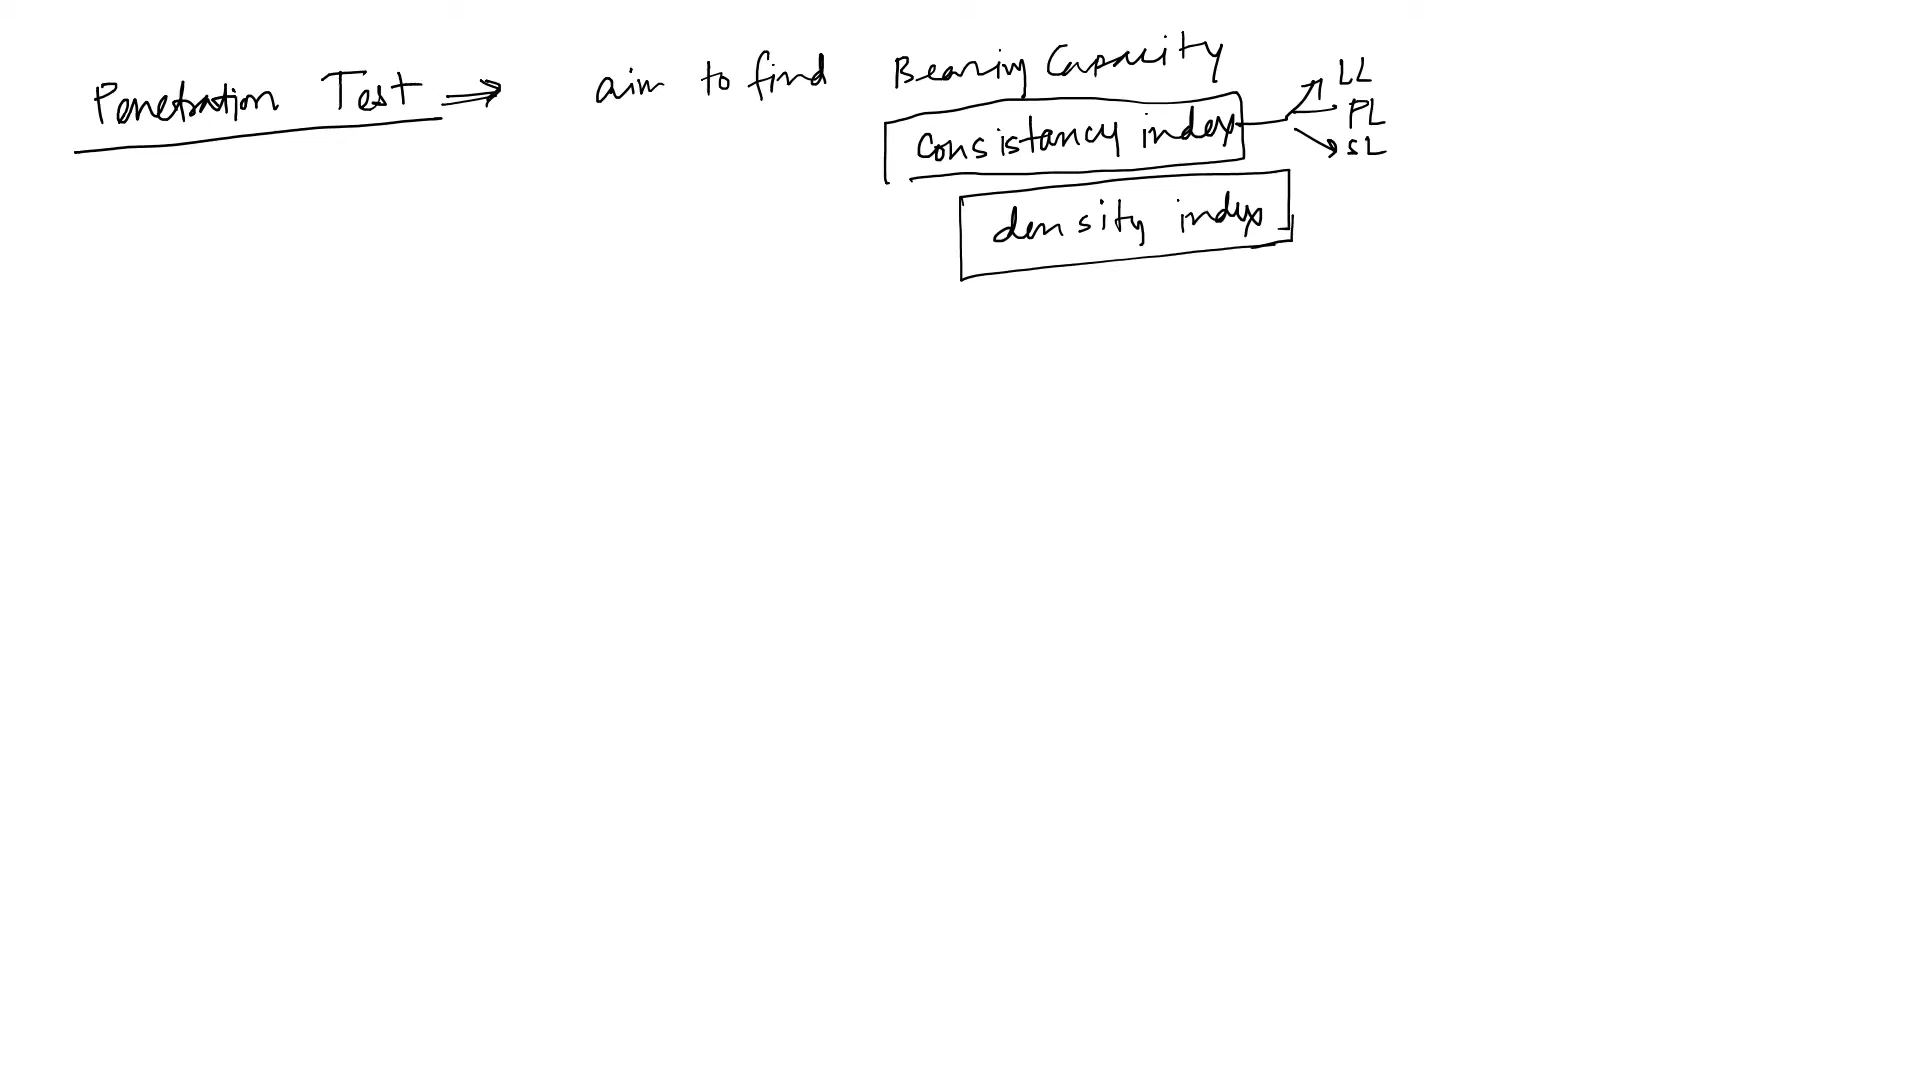 Penetration Test ⇒ aim to find Bearing Capacity
Consistancy index → LL
PL
SL
density index